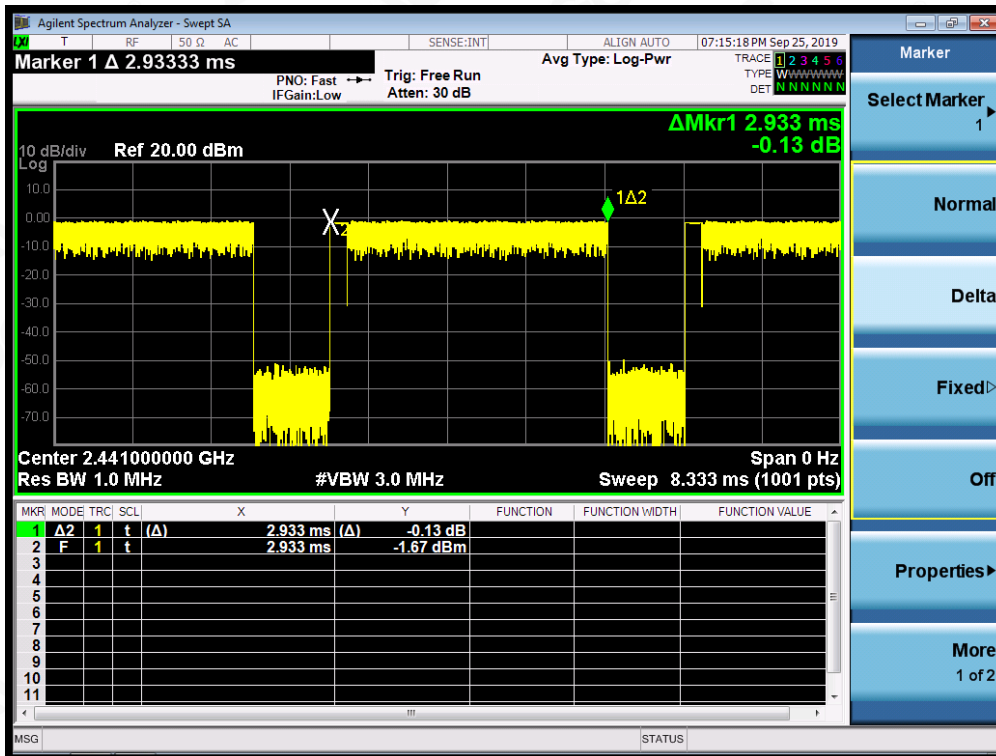 Agilent Spectrum Analyzer - Swept SA
LXI T RF 50 Ω AC SENSE:INT ALIGN AUTO 07:15:18 PM Sep 25, 2019
Marker 1 Δ 2.93333 ms
PNO: Fast
IFGain:Low
Trig: Free Run
Atten: 30 dB
Avg Type: Log-Pwr
TRACE 1 2 3 4 5 6
TYPE WWWWWW
DET N N N N N N
ΔMkr1 2.933 ms
-0.13 dB
10 dB/div Ref 20.00 dBm
Log
10.0
0.00
-10.0
-20.0
-30.0
-40.0
-50.0
-60.0
-70.0
2
1Δ2
Center 2.441000000 GHz Span 0 Hz
Res BW 1.0 MHz #VBW 3.0 MHz Sweep 8.333 ms (1001 pts)
MKR MODE TRC SCL X Y FUNCTION FUNCTION WIDTH FUNCTION VALUE
1 Δ2 1 t (Δ) 2.933 ms (Δ) -0.13 dB
2 F 1 t 2.933 ms -1.67 dBm
3
4
5
6
7
8
9
10
11
MSG STATUS
Marker
Select Marker
1
Normal
Delta
Fixed
Off
Properties
More
1 of 2